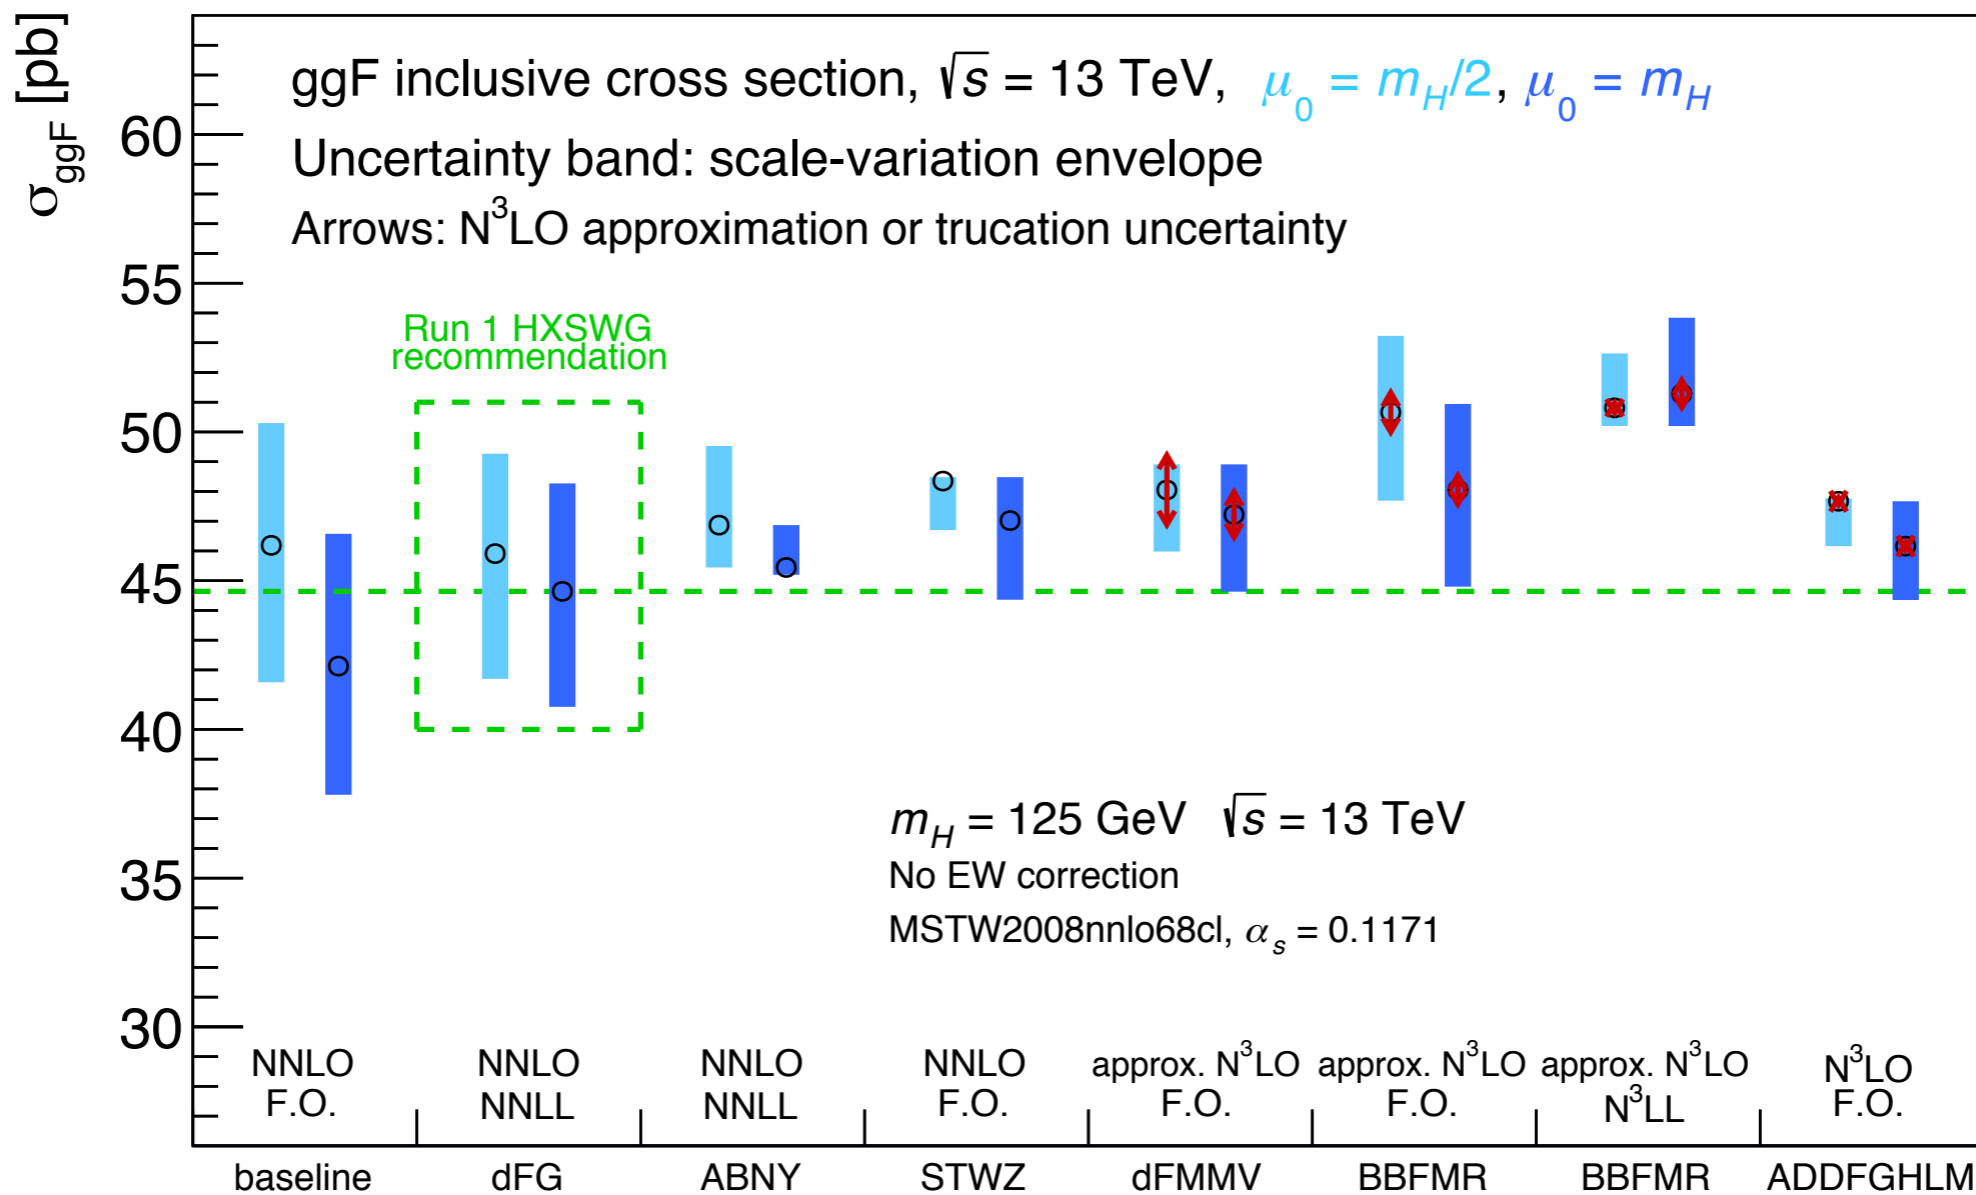 σggF [pb]
ggF inclusive cross section, √s = 13 TeV, μ0 = mH/2, μ0 = mH
Uncertainty band: scale-variation envelope
Arrows: N³LO approximation or trucation uncertainty
60
55
50
45
40
35
30
Run 1 HXSWG
recommendation
mH = 125 GeV √s = 13 TeV
No EW correction
MSTW2008nnlo68cl, αs = 0.1171
NNLO NNLO NNLO NNLO approx. N³LO approx. N³LO approx. N³LO N³LO
F.O. NNLL NNLL F.O. F.O. F.O. N³LL F.O.
baseline dFG ABNY STWZ dFMMV BBFMR BBFMR ADDFGHLM